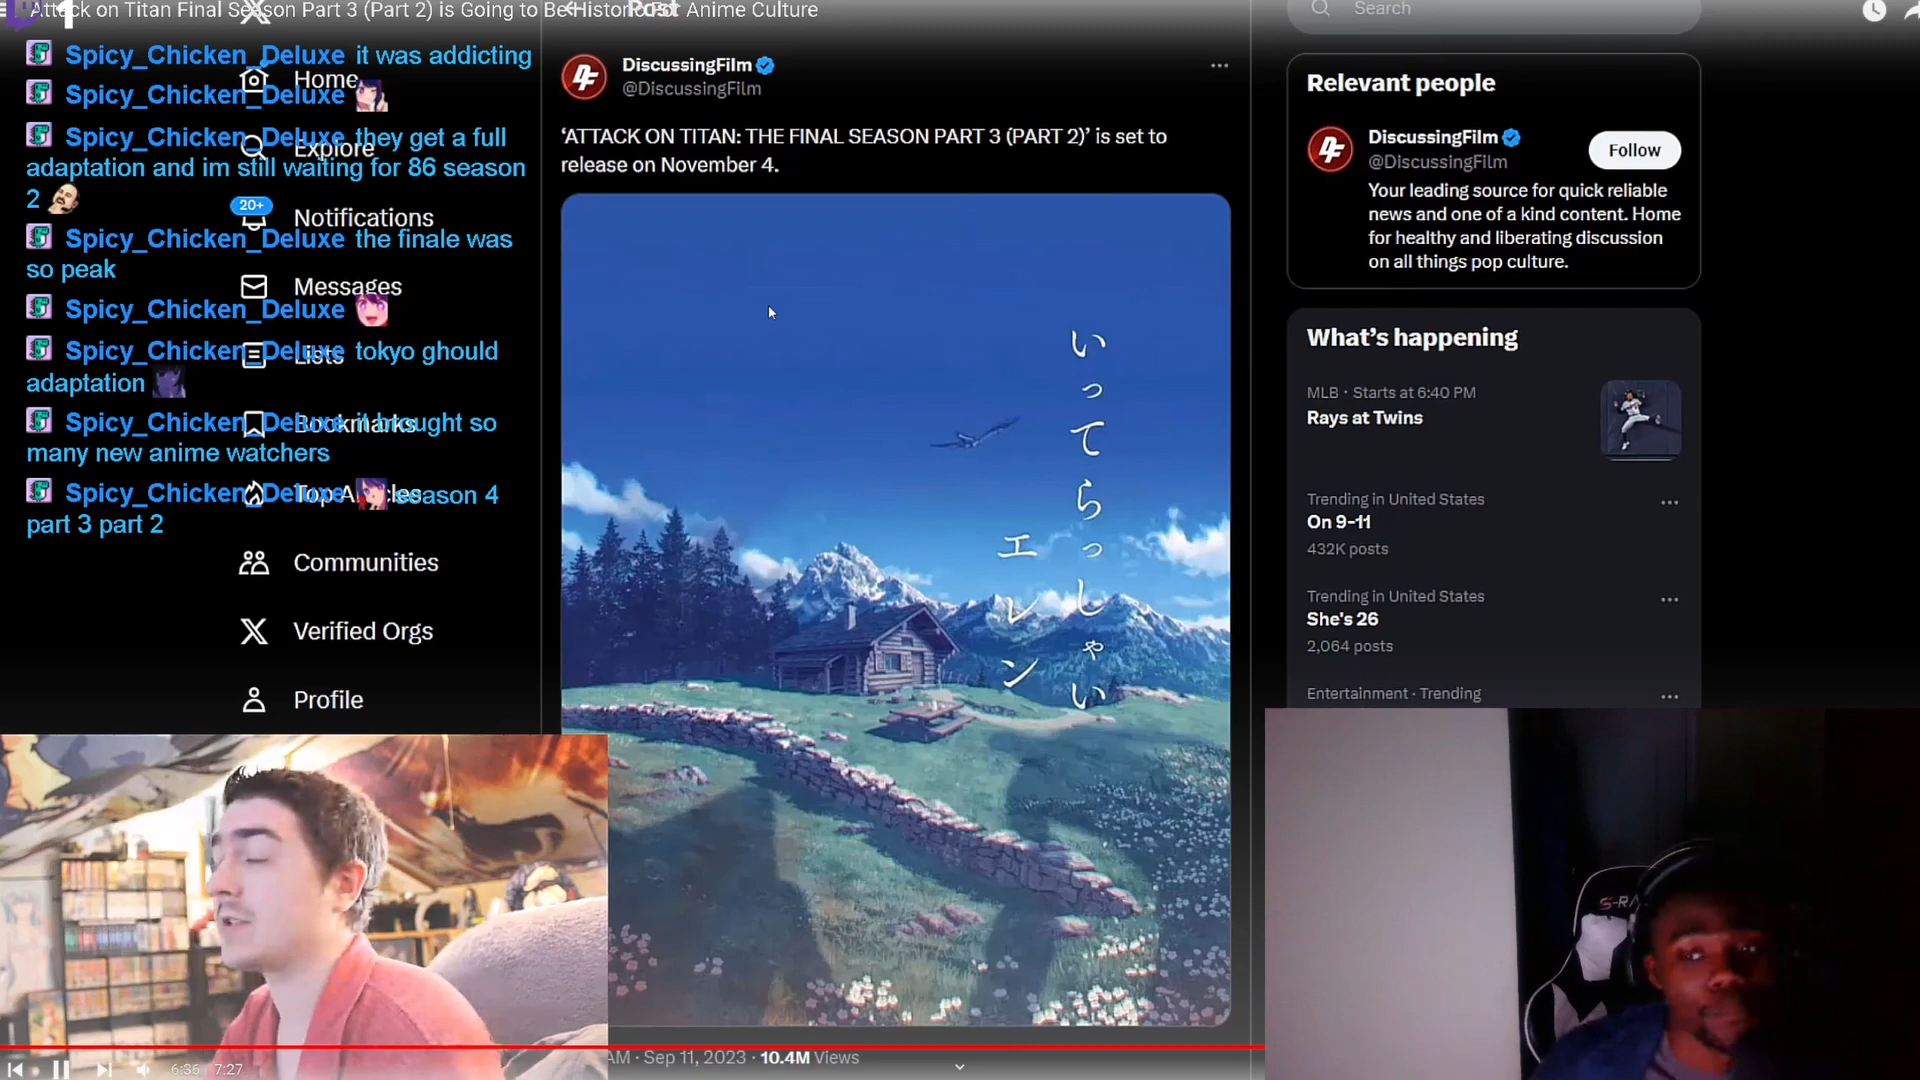 Attack on Titan Final Season Part 3 (Part 2) is Going to Be Historic For Anime Culture
Post
Search
Spicy_Chicken_Deluxe it was addicting
Spicy_Chicken_Deluxe
Spicy_Chicken_Deluxe they get a full
adaptation and im still waiting for 86 season
2
Spicy_Chicken_Deluxe the finale was
so peak
Spicy_Chicken_Deluxe
Spicy_Chicken_Deluxe tokyo ghould
adaptation
Spicy_Chicken_Deluxe it brought so
many new anime watchers
Spicy_Chicken_Deluxe season 4
part 3 part 2
Home
Explore
20+
Notifications
Messages
Lists
Bookmarks
Top Articles
Communities
Verified Orgs
Profile
DiscussingFilm
@DiscussingFilm
‘ATTACK ON TITAN: THE FINAL SEASON PART 3 (PART 2)’ is set to
release on November 4.
いってらっしゃい
エレン
AM · Sep 11, 2023 · 10.4M Views
Relevant people
DiscussingFilm
@DiscussingFilm
Follow
Your leading source for quick reliable
news and one of a kind content. Home
for healthy and liberating discussion
on all things pop culture.
What’s happening
MLB · Starts at 6:40 PM
Rays at Twins
Trending in United States
On 9-11
432K posts
Trending in United States
She's 26
2,064 posts
Entertainment · Trending
6:36 / 7:27